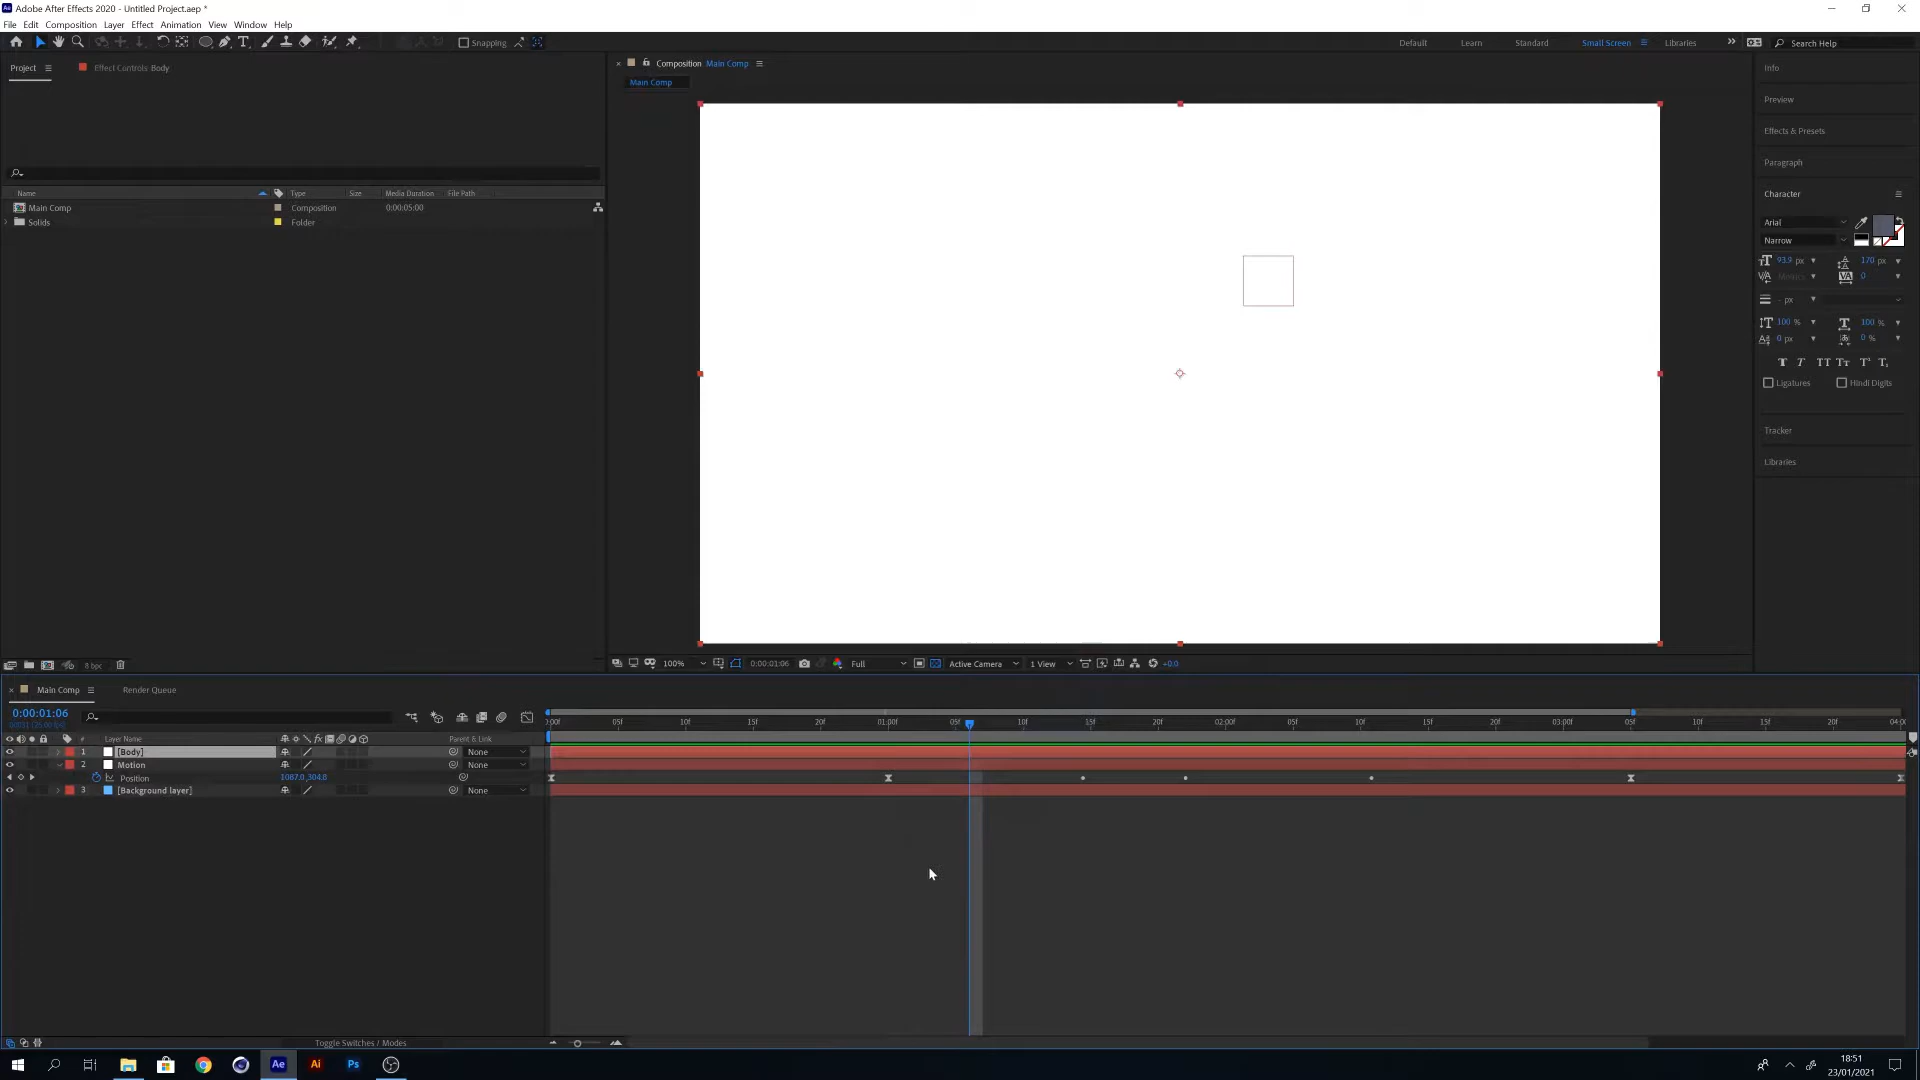 Adobe After Effects 2020 - Untitled Project.aep *
File Edit Composition Layer Effect Animation View Window Help
Snapping
Default Learn Standard Small Screen Libraries Search Help
Project
Effect Controls Body
Composition Main Comp
Main Comp
Info
Preview
Effects & Presets
Paragraph
Character
Arial
Narrow
93.9 px 170 px
Metrics 0
- px
100 % 100 %
0 px 0 %
Ligatures Hindi Digits
Tracker
Libraries
Name Type Size Media Duration File Path
Main Comp Composition 0:00:05:00
Solids Folder
8 bpc
100% 0:00:01:06 Full Active Camera 1 View +0.0
Main Comp Render Queue
0:00:01:06
0:00f 05f 10f 15f 20f 01:00f 05f 10f 15f 20f 02:00f 05f 10f 15f 20f 03:00f 05f 10f 15f 20f 04:0
# Layer Name Parent & Link
1 [Body] None
2 Motion None
Position 1087.0,304.8
3 [Background layer] None
Toggle Switches / Modes
Ae Ai Ps
18:51
23/01/2021